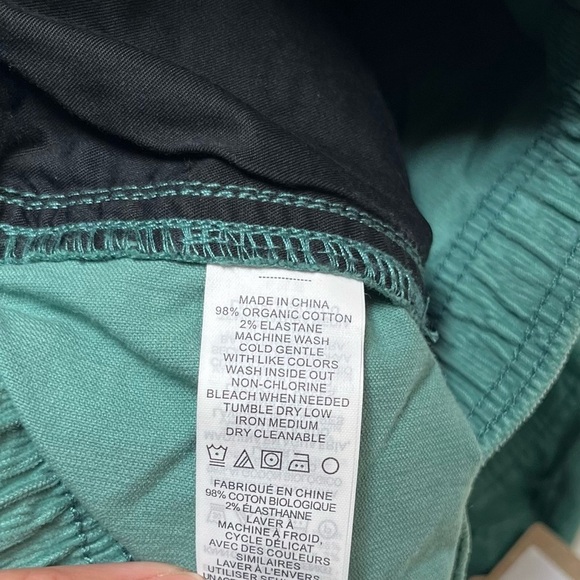 MADE IN CHINA
98% ORGANIC COTTON
2% ELASTANE
MACHINE WASH
COLD GENTLE
WITH LIKE COLORS
WASH INSIDE OUT
NON-CHLORINE
BLEACH WHEN NEEDED
TUMBLE DRY LOW
IRON MEDIUM
DRY CLEANABLE
FABRIQUÉ EN CHINE
98% COTON BIOLOGIQUE
2% ÉLASTHANNE
LAVER À
MACHINE À FROID,
CYCLE DÉLICAT
AVEC DES COULEURS
SIMILAIRES
LAVER À L'ENVERS
UTILISER SEUL